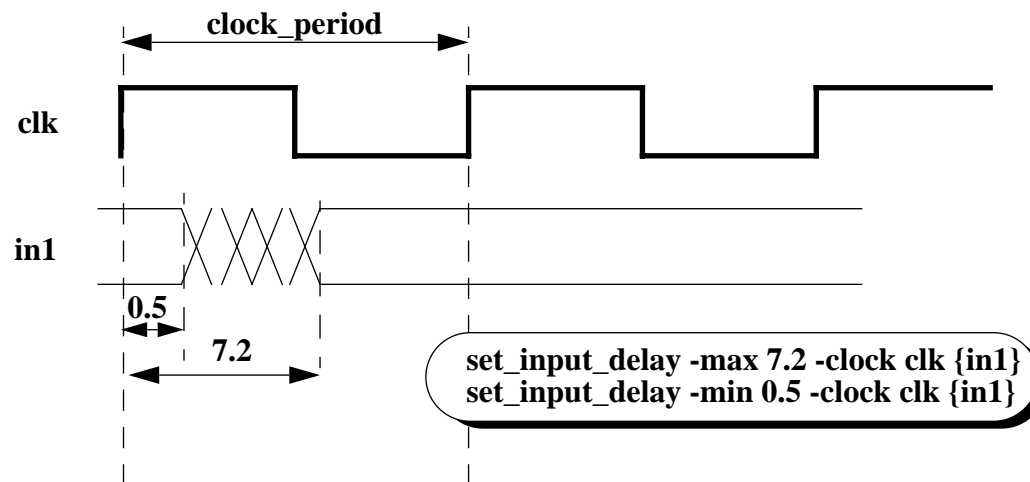 clock_period
clk
in1
0.5
7.2
set_input_delay -max 7.2 -clock clk {in1}
set_input_delay -min 0.5 -clock clk {in1}